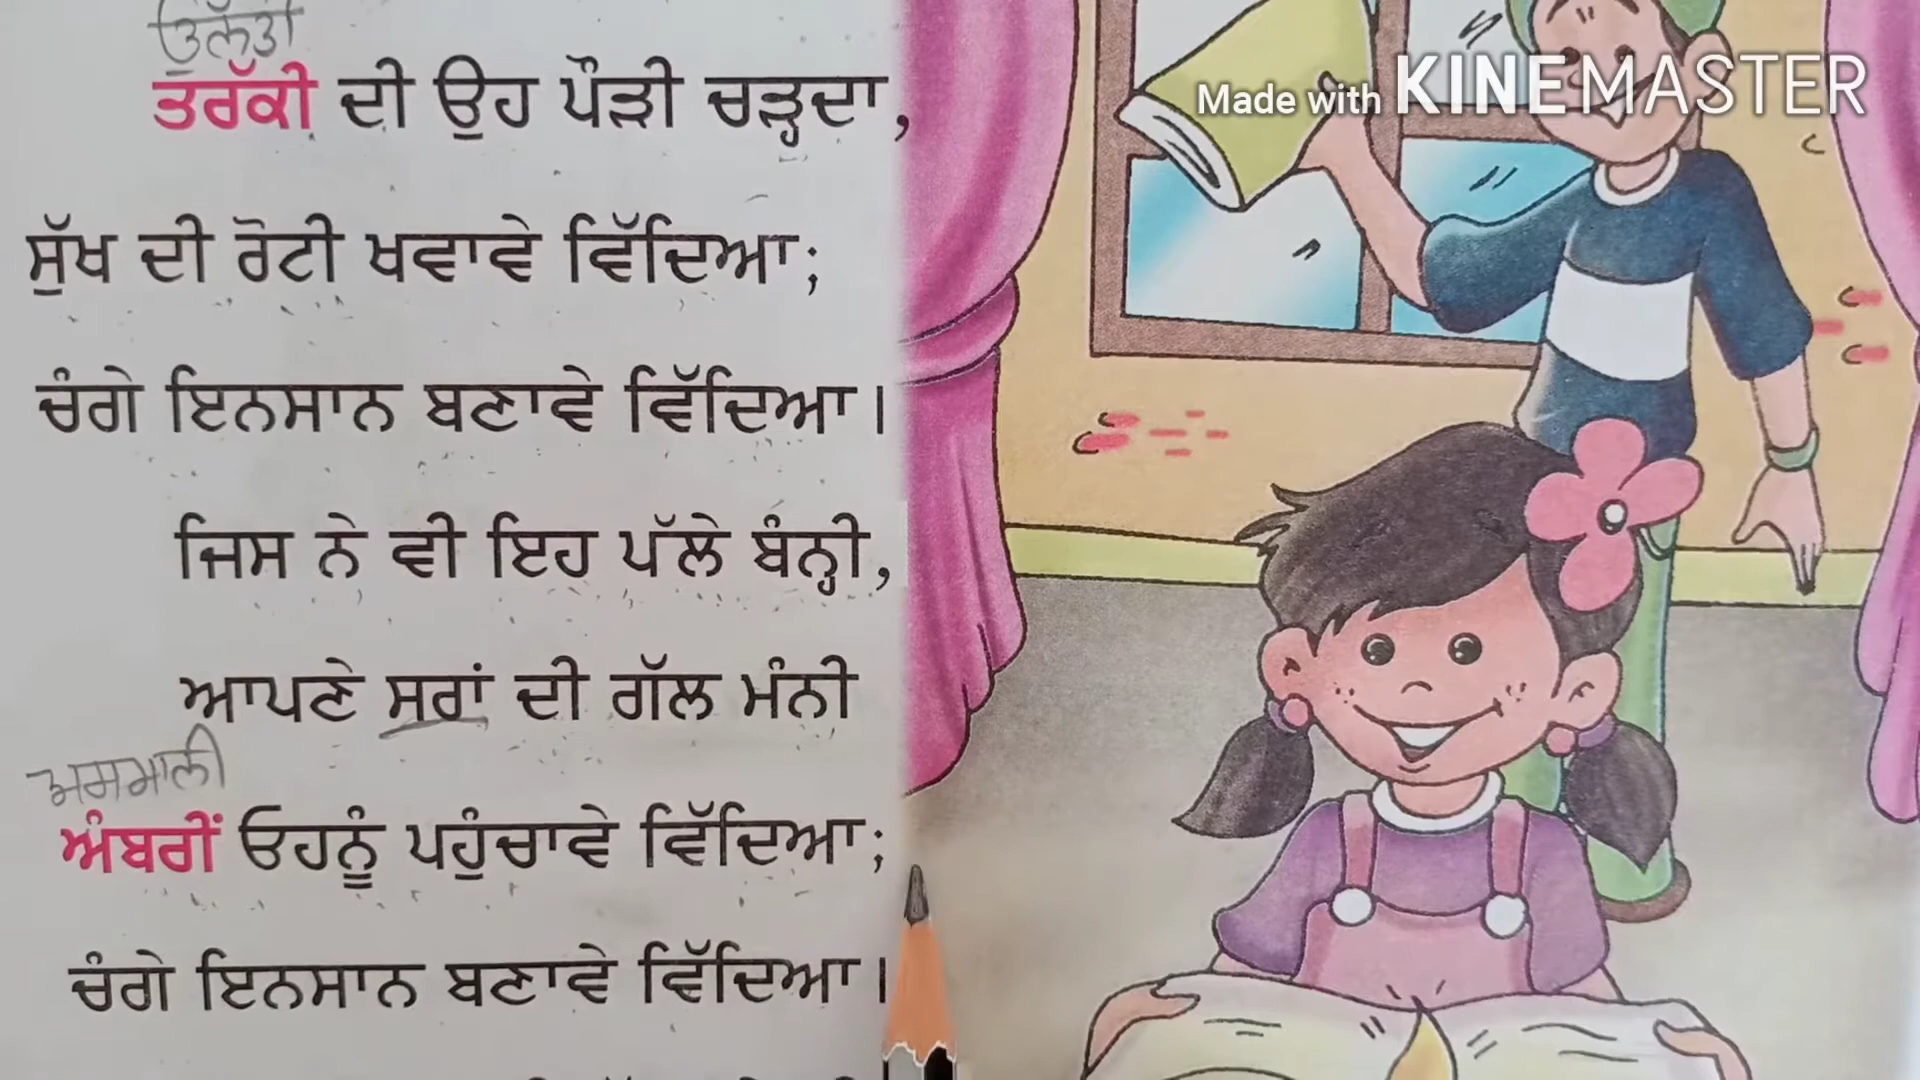 ਤਰੱਕੀ ਦੀ ਉਹ ਪੌੜੀ ਚੜ੍ਹਦਾ,
Made with KINEMASTER
ਸੁੱਖ ਦੀ ਰੋਟੀ ਖਵਾਵੇ ਵਿੱਦਿਆ;
ਚੰਗੇ ਇਨਸਾਨ ਬਣਾਵੇ ਵਿੱਦਿਆ।
ਜਿਸ ਨੇ ਵੀ ਇਹ ਪੱਲੇ ਬੰਨ੍ਹੀ,
ਆਪਣੇ ਸਰਾਂ ਦੀ ਗੱਲ ਮੰਨੀ
ਅਸਮਾਨੀ
ਅੰਬਰੀਂ ਓਹਨੂੰ ਪਹੁੰਚਾਵੇ ਵਿੱਦਿਆ;
ਚੰਗੇ ਇਨਸਾਨ ਬਣਾਵੇ ਵਿੱਦਿਆ।